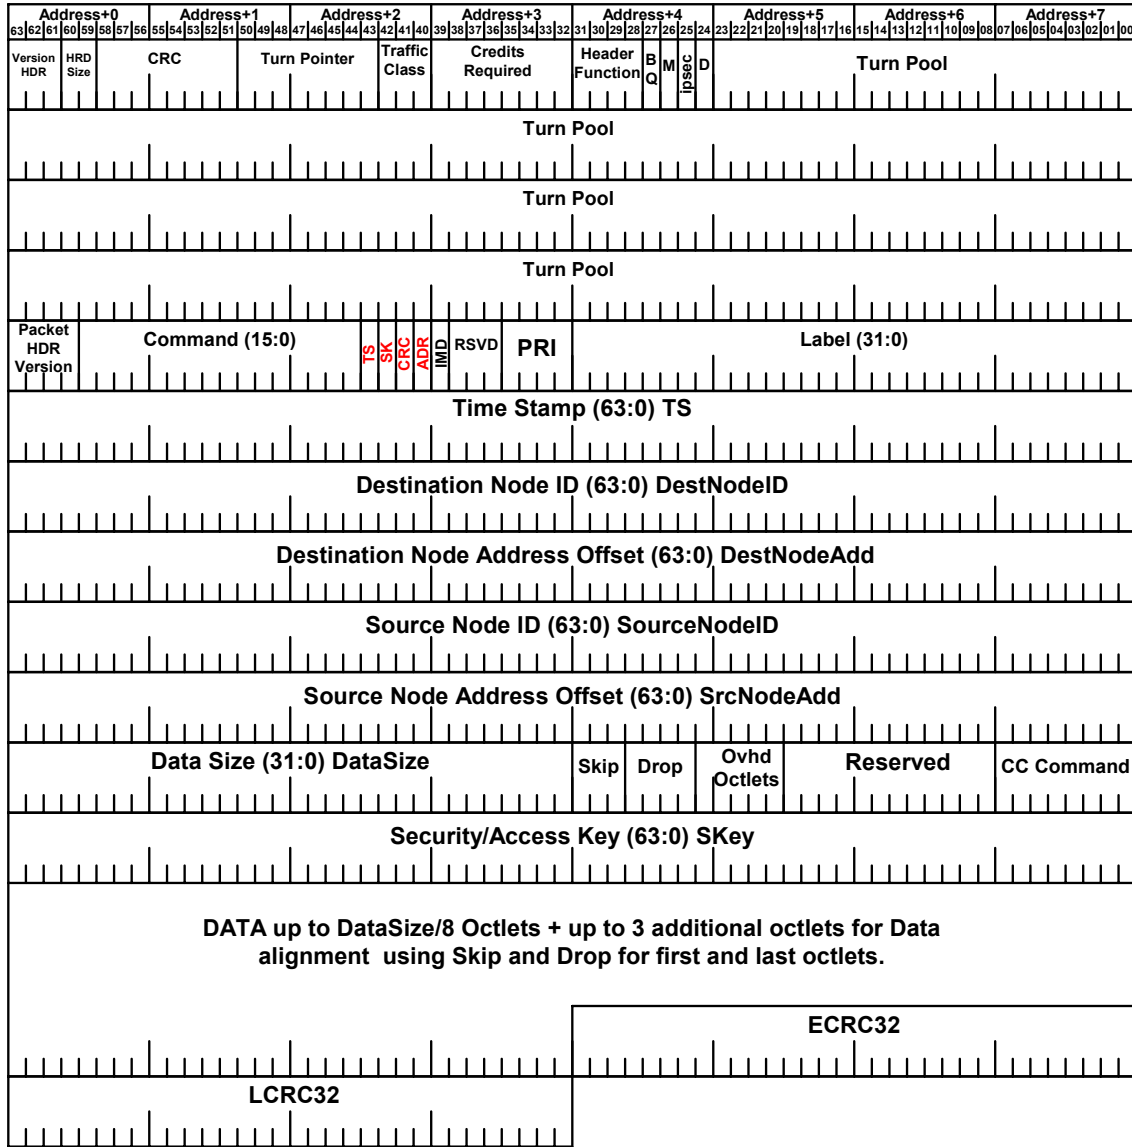 Address+0 Address+1 Address+2 Address+3 Address+4 Address+5 Address+6 Address+7
63 62 61 60 59 58 57 56 55 54 53 52 51 50 49 48 47 46 45 44 43 42 41 40 39 38 37 36 35 34 33 32 31 30 29 28 27 26 25 24 23 22 21 20 19 18 17 16 15 14 13 12 11 10 09 08 07 06 05 04 03 02 01 00
Version
HDR
HRD
Size
CRC
Turn Pointer
Traffic
Class
Credits
Required
Header
Function
B
Q
M
ipsec
D
Turn Pool
Turn Pool
Turn Pool
Turn Pool
Packet
HDR
Version
Command (15:0)
TS
SK
CRC
ADR
IMD
RSVD
PRI
Label (31:0)
Time Stamp (63:0) TS
Destination Node ID (63:0) DestNodeID
Destination Node Address Offset (63:0) DestNodeAdd
Source Node ID (63:0) SourceNodeID
Source Node Address Offset (63:0) SrcNodeAdd
Data Size (31:0) DataSize
Skip
Drop
Ovhd
Octlets
Reserved
CC Command
Security/Access Key (63:0) SKey
DATA up to DataSize/8 Octlets + up to 3 additional octlets for Data
alignment using Skip and Drop for first and last octlets.
ECRC32
LCRC32